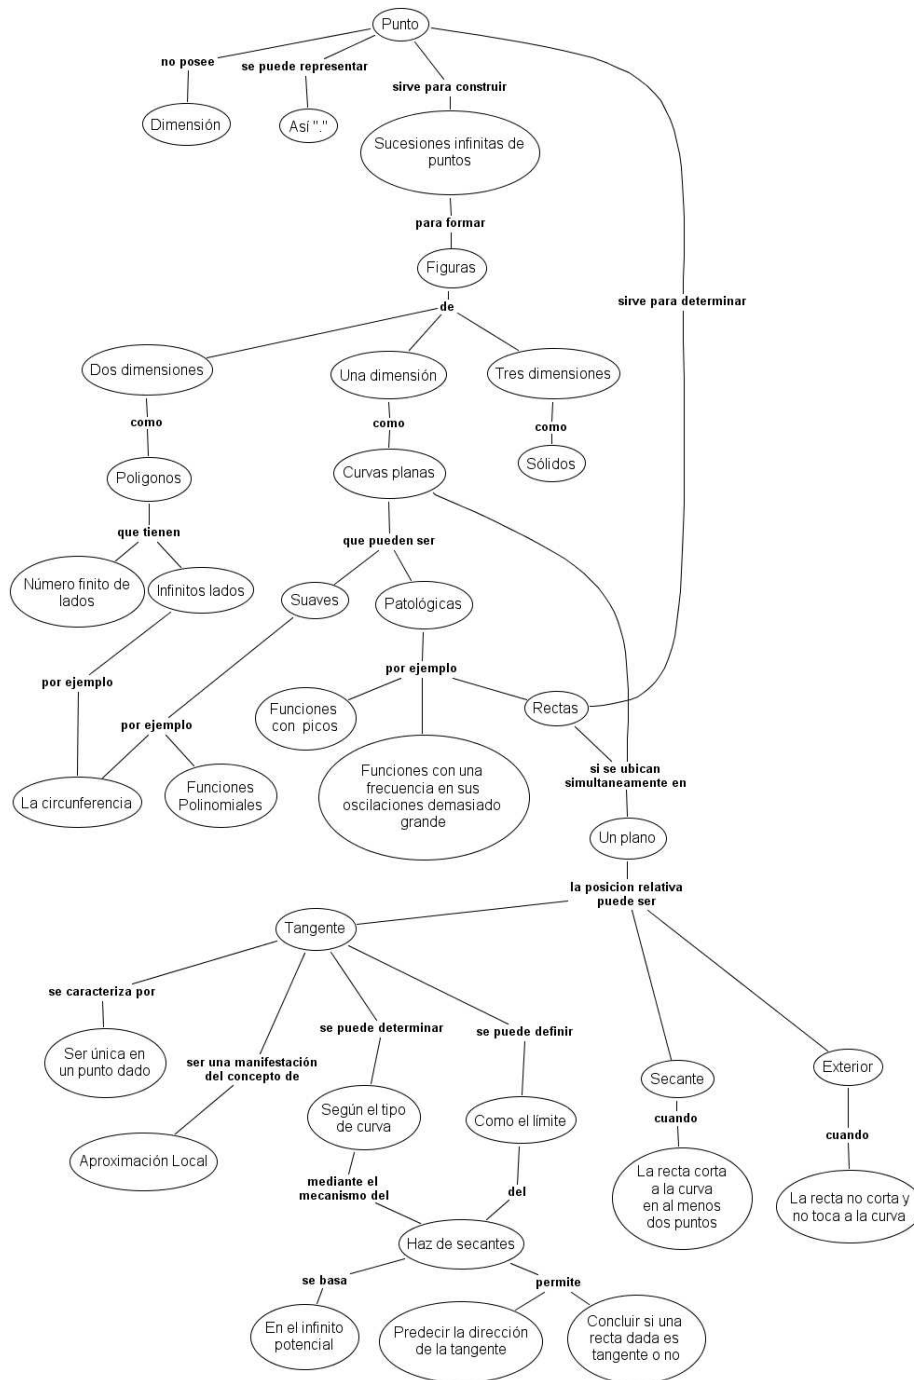 Punto
no posee
se puede representar
sirve para construir
Dimensión
Así "."
Sucesiones infinitas de
puntos
para formar
Figuras
de
sirve para determinar
Dos dimensiones
Una dimensión
Tres dimensiones
como
como
como
Poligonos
Curvas planas
Sólidos
que tienen
que pueden ser
Número finito de
lados
Infinitos lados
Suaves
Patológicas
por ejemplo
por ejemplo
por ejemplo
Funciones
con picos
Rectas
Funciones con una
frecuencia en sus
oscilaciones demasiado
grande
La circunferencia
Funciones
Polinomiales
si se ubican
simultaneamente en
Un plano
la posicion relativa
puede ser
Tangente
se caracteriza por
se puede determinar
se puede definir
Ser única en
un punto dado
ser una manifestación
del concepto de
Secante
Exterior
Según el tipo
de curva
Como el límite
cuando
cuando
Aproximación Local
mediante el
mecanismo del
del
La recta corta
a la curva
en al menos
dos puntos
La recta no corta y
no toca a la curva
Haz de secantes
se basa
permite
En el infinito
potencial
Predecir la dirección
de la tangente
Concluir si una
recta dada es
tangente o no